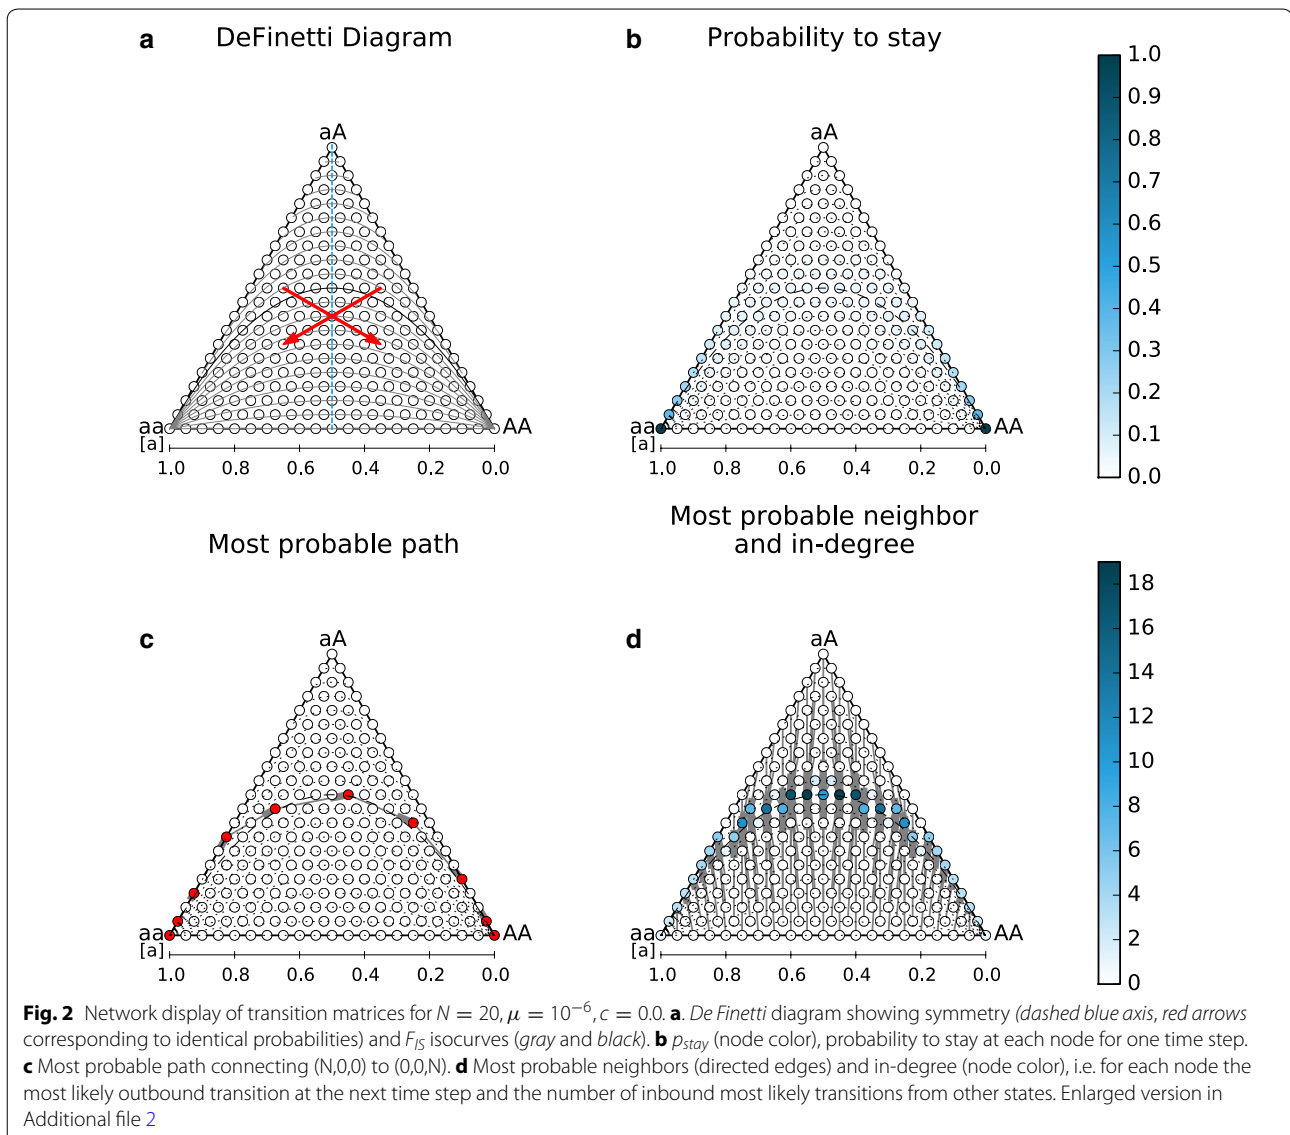 a
DeFinetti Diagram
aA
aa
AA
[a]
1.0 0.8 0.6 0.4 0.2 0.0
b
Probability to stay
aA
aa
AA
[a]
1.0 0.8 0.6 0.4 0.2 0.0
1.0
0.9
0.8
0.7
0.6
0.5
0.4
0.3
0.2
0.1
0.0
Most probable path
c
aA
aa
AA
[a]
1.0 0.8 0.6 0.4 0.2 0.0
Most probable neighbor
and in-degree
d
aA
aa
AA
[a]
1.0 0.8 0.6 0.4 0.2 0.0
18
16
14
12
10
8
6
4
2
0
Fig. 2 Network display of transition matrices for N = 20, μ = 10⁻⁶, c = 0.0. a. De Finetti diagram showing symmetry (dashed blue axis, red arrows
corresponding to identical probabilities) and F_IS isocurves (gray and black). b p_stay (node color), probability to stay at each node for one time step.
c Most probable path connecting (N,0,0) to (0,0,N). d Most probable neighbors (directed edges) and in-degree (node color), i.e. for each node the
most likely outbound transition at the next time step and the number of inbound most likely transitions from other states. Enlarged version in
Additional file 2